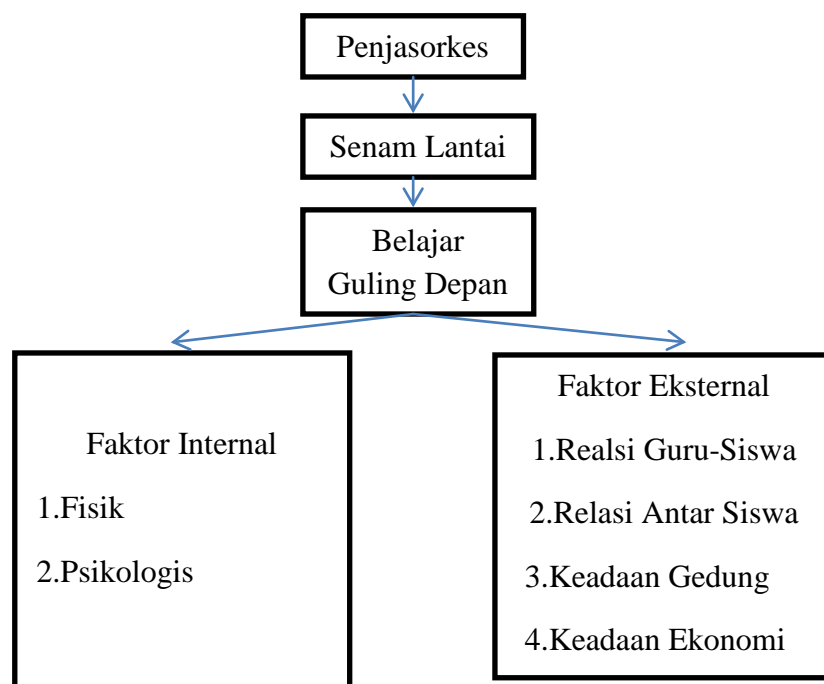 Penjasorkes
Senam Lantai
Belajar
Guling Depan
Faktor Internal
1.Fisik
2.Psikologis
Faktor Eksternal
1.Realsi Guru-Siswa
2.Relasi Antar Siswa
3.Keadaan Gedung
4.Keadaan Ekonomi